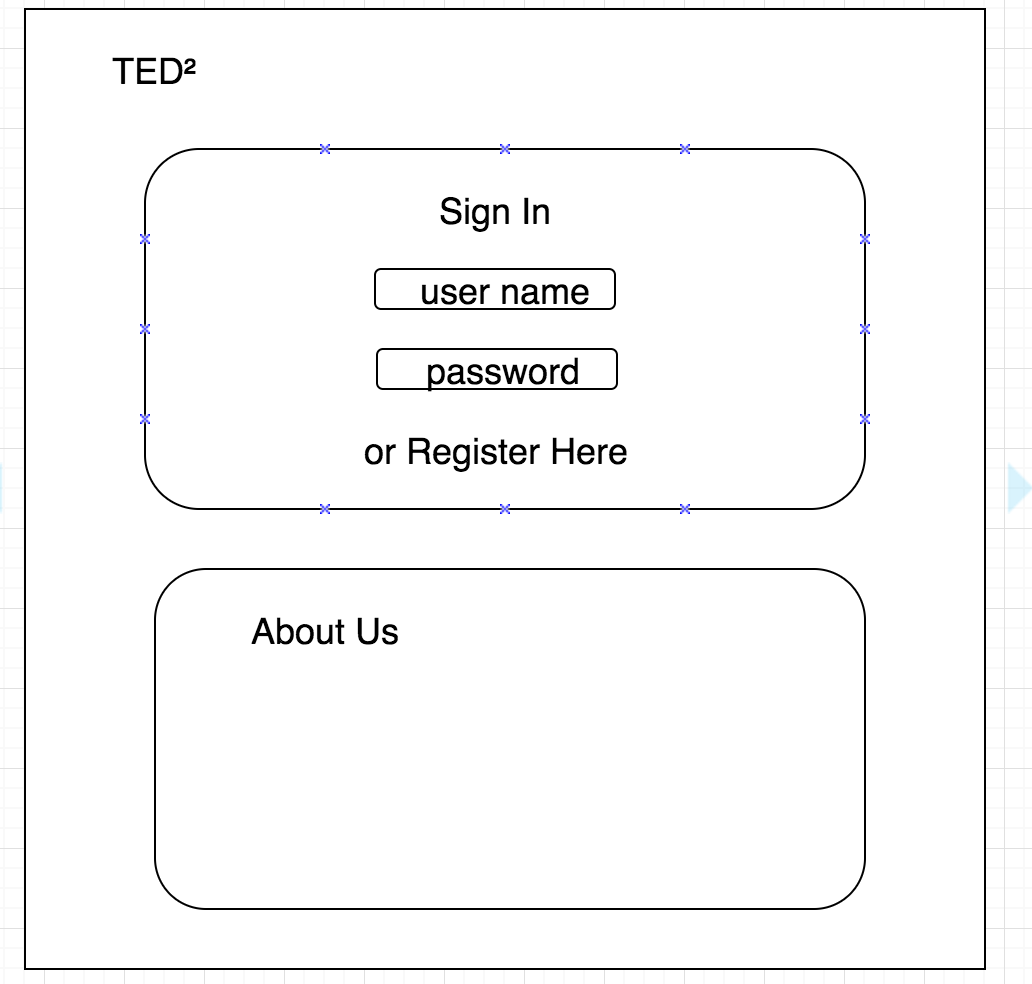 TED²
Sign In
user name
password
or Register Here
About Us